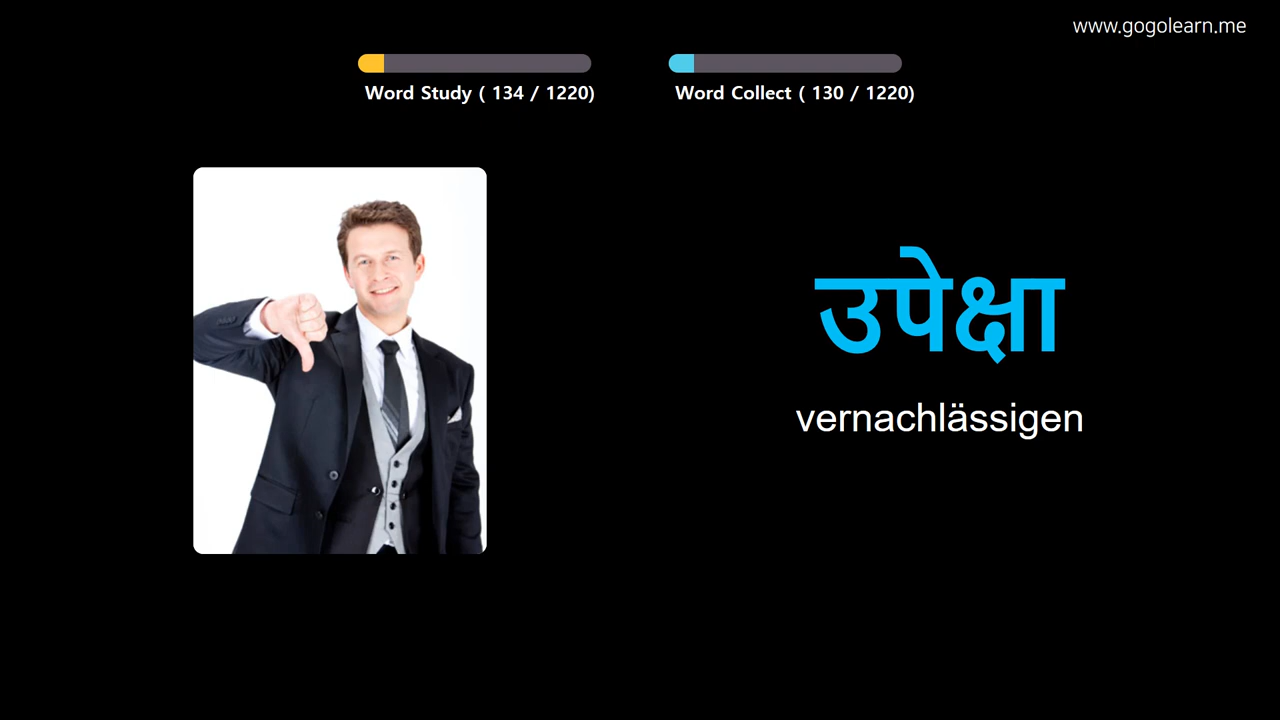 www.gogolearn.me
Word Study ( 134 / 1220)
Word Collect ( 130 / 1220)
उपेक्षा
vernachlässigen